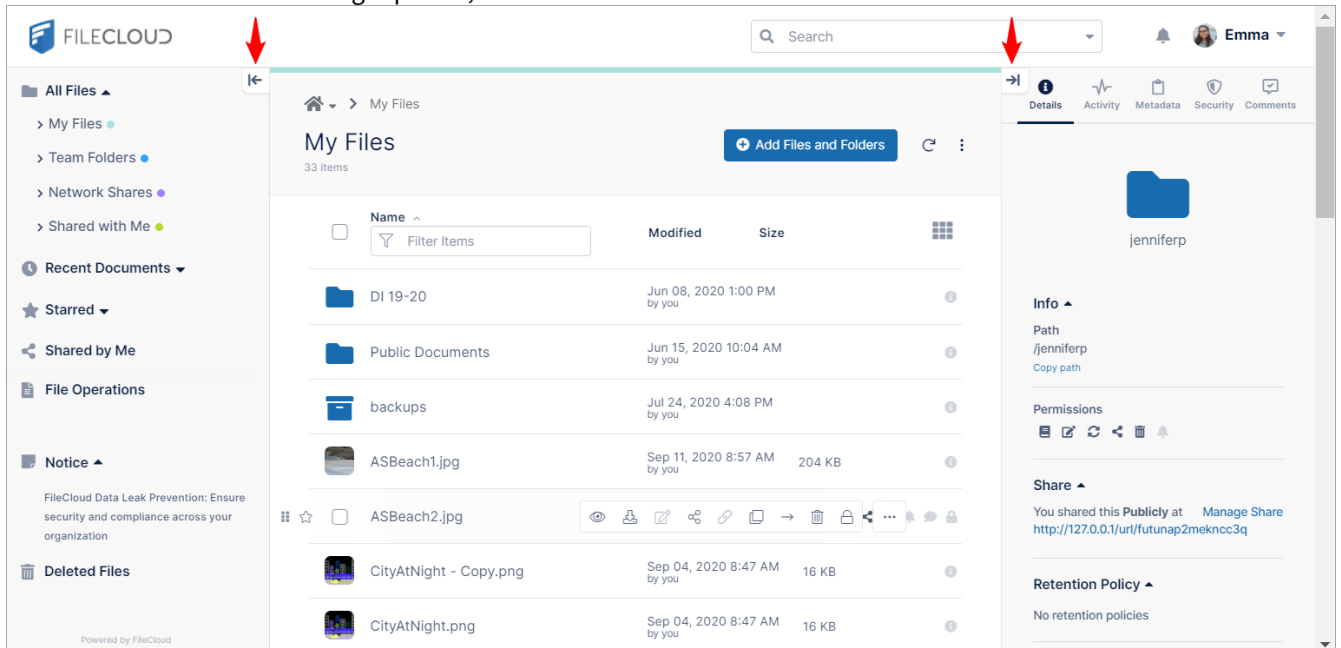 FILECLOUD
Search
Emma
All Files
My Files
Team Folders
Network Shares
Shared with Me
Recent Documents
Starred
Shared by Me
File Operations
Notice
FileCloud Data Leak Prevention: Ensure
security and compliance across your
organization
Deleted Files
Powered by FileCloud
My Files
My Files
33 items
Add Files and Folders
Name
Filter Items
Modified
Size
DI 19-20
Jun 08, 2020 1:00 PM
by you
Public Documents
Jun 15, 2020 10:04 AM
by you
backups
Jul 24, 2020 4:08 PM
by you
ASBeach1.jpg
Sep 11, 2020 8:57 AM
by you
204 KB
ASBeach2.jpg
CityAtNight - Copy.png
Sep 04, 2020 8:47 AM
by you
16 KB
CityAtNight.png
Sep 04, 2020 8:47 AM
by you
16 KB
Details
Activity
Metadata
Security
Comments
jenniferp
Info
Path
/jenniferp
Copy path
Permissions
Share
You shared this Publicly at Manage Share
http://127.0.0.1/url/futunap2mekncc3q
Retention Policy
No retention policies